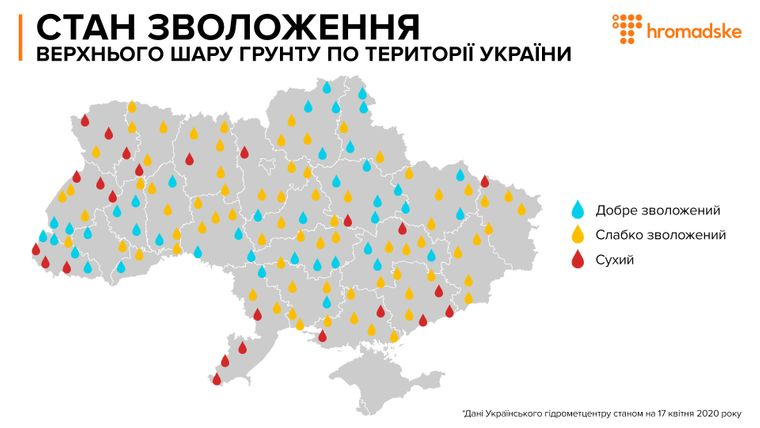 СТАН ЗВОЛОЖЕННЯ
ВЕРХНЬОГО ШАРУ ГРУНТУ ПО ТЕРИТОРІЇ УКРАЇНИ
hromadske
Добре зволожений
Слабко зволожений
Сухий
*Дані Українського гідрометцентру станом на 17 квітня 2020 року